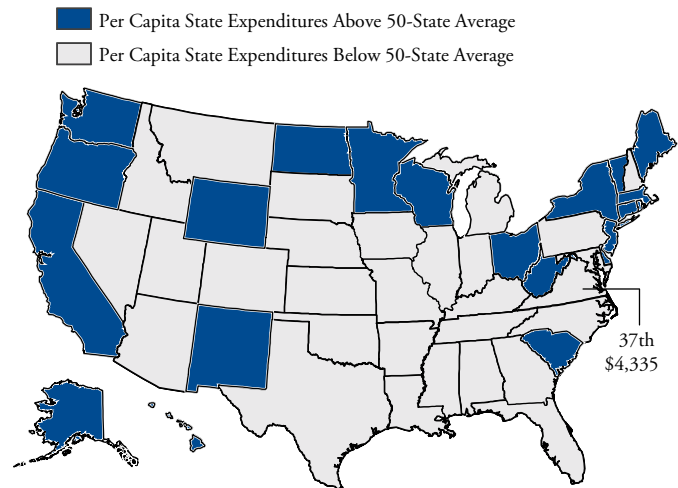 Per Capita State Expenditures Above 50-State Average
Per Capita State Expenditures Below 50-State Average
37th
$4,335